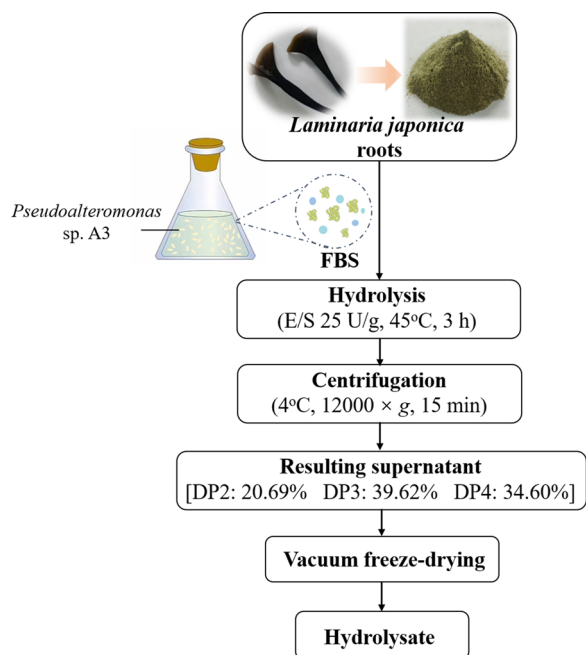 Laminaria japonica
roots
Pseudoalteromonas
sp. A3
FBS
Hydrolysis
(E/S 25 U/g, 45°C, 3 h)
Centrifugation
(4°C, 12000 × g, 15 min)
Resulting supernatant
[DP2: 20.69% DP3: 39.62% DP4: 34.60%]
Vacuum freeze-drying
Hydrolysate